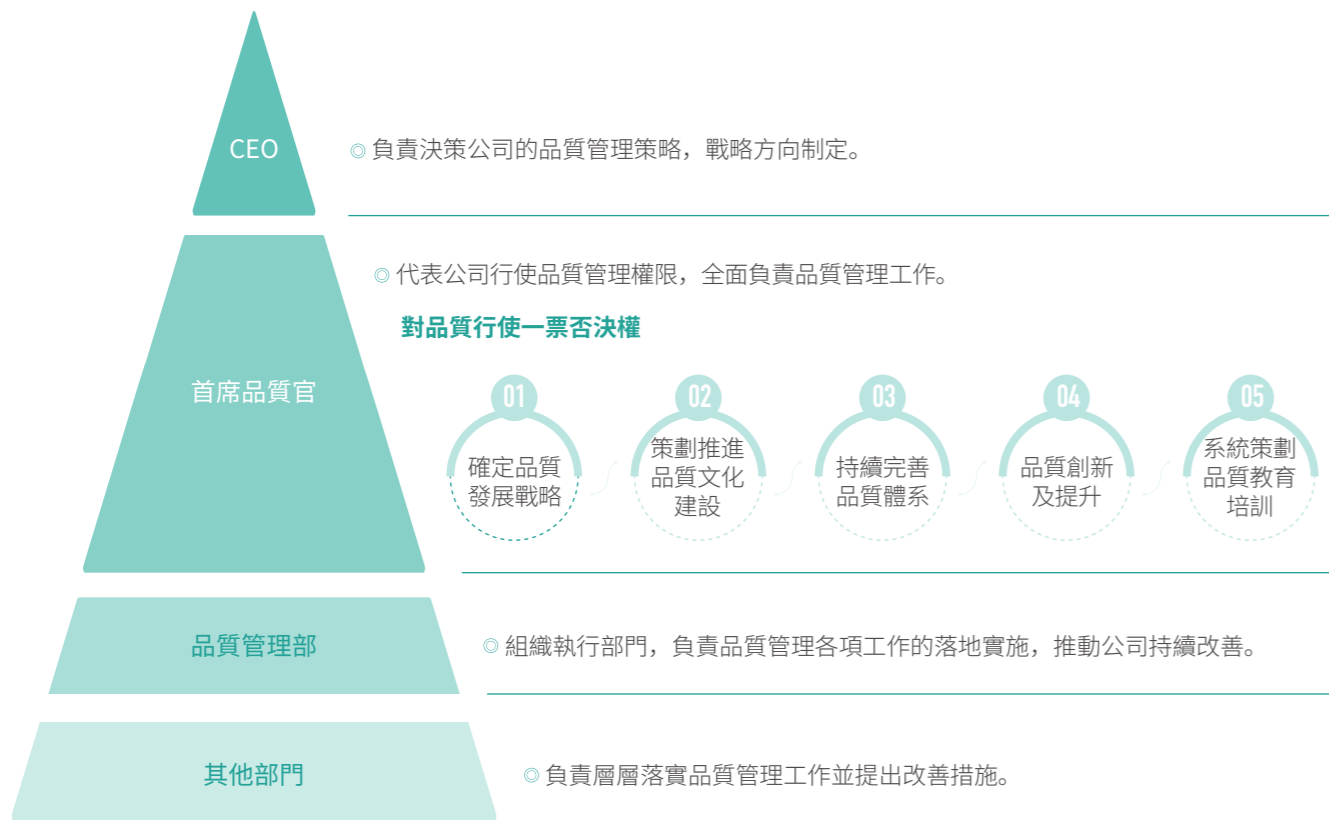 CEO
◎ 負責決策公司的品質管理策略，戰略方向制定。
首席品質官
◎ 代表公司行使品質管理權限，全面負責品質管理工作。
對品質行使一票否決權
01
確定品質
發展戰略
02
策劃推進
品質文化
建設
03
持續完善
品質體系
04
品質創新
及提升
05
系統策劃
品質教育
培訓
品質管理部
◎ 組織執行部門，負責品質管理各項工作的落地實施，推動公司持續改善。
其他部門
◎ 負責層層落實品質管理工作並提出改善措施。